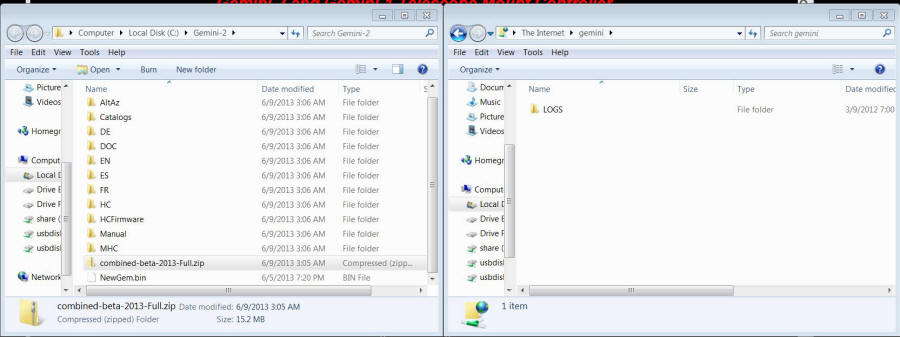 Gemini-2 and Gemini-1 Telescope Mount Controller
Computer Local Disk (C:) Gemini-2
Search Gemini-2
File Edit View Tools Help
Organize Open Burn New folder
Picture
Videos
Homegr
Comput
Local D
Drive E
Drive F
share (
usbdisl
usbdisl
Network
Name Date modified Type S
AltAz 6/9/2013 3:06 AM File folder
Catalogs 6/9/2013 3:06 AM File folder
DE 6/9/2013 3:06 AM File folder
DOC 6/9/2013 3:06 AM File folder
EN 6/9/2013 3:06 AM File folder
ES 6/9/2013 3:06 AM File folder
FR 6/9/2013 3:06 AM File folder
HC 6/9/2013 3:06 AM File folder
HCFirmware 6/9/2013 3:06 AM File folder
Manual 6/9/2013 3:06 AM File folder
MHC 6/9/2013 3:06 AM File folder
combined-beta-2013-Full.zip 6/9/2013 3:05 AM Compressed (zipp...
NewGem.bin 6/5/2013 7:20 PM BIN File
combined-beta-2013-Full.zip Date modified: 6/9/2013 3:05 AM
Compressed (zipped) Folder Size: 15.2 MB
The Internet gemini
Search gemini
File Edit View Tools Help
Organize
Docum
Music
Picture
Videos
Homegr
Comput
Local D
Drive E
Drive F
share (
usbdisl
usbdisl
Name Size Type Date modified
LOGS File folder 3/9/2012 7:00
1 item